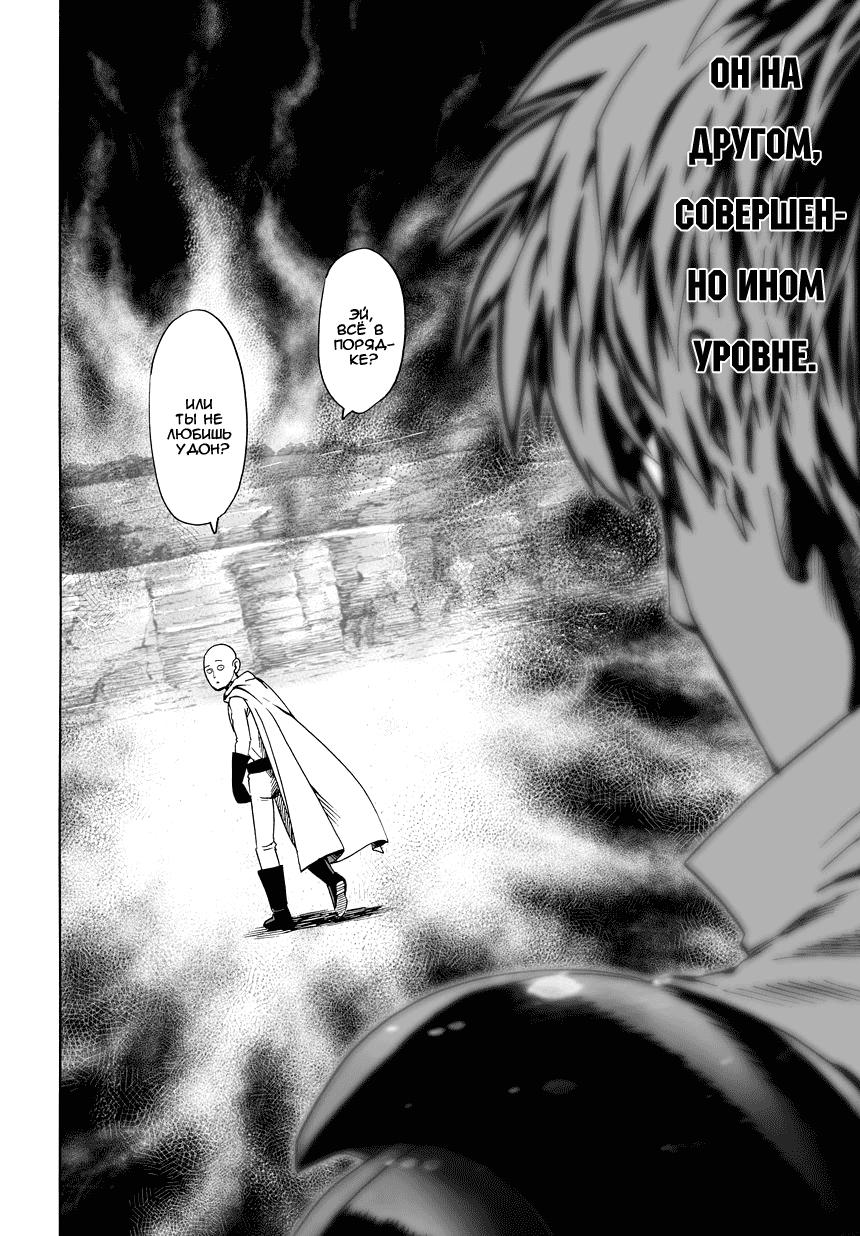 ОН НА
ДРУГОМ,
СОВЕРШЕН-
НО ИНОМ
УРОВНЕ.
ЭЙ,
ВСЁ В
ПОРЯД-
КЕ?
ИЛИ
ТЫ НЕ
ЛЮБИШЬ
УДОН?